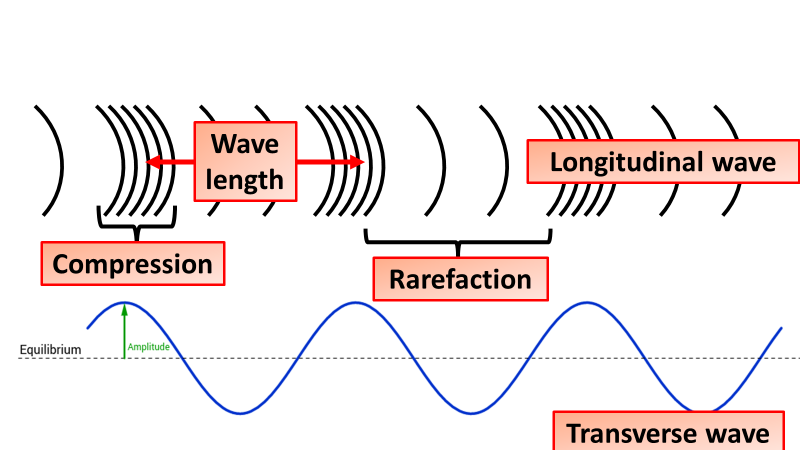 Wave
length
Longitudinal wave
Compression
Rarefaction
Equilibrium
Amplitude
Transverse wave